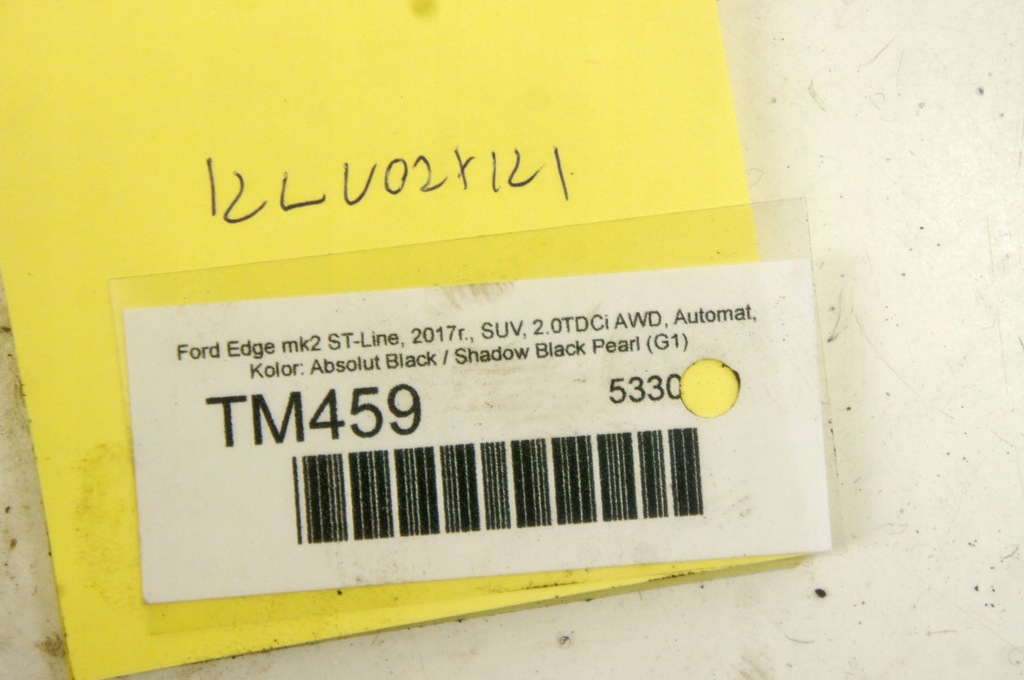 12LV02X121
Ford Edge mk2 ST-Line, 2017r., SUV, 2.0TDCi AWD, Automat,
Kolor: Absolut Black / Shadow Black Pearl (G1)
TM459 5330